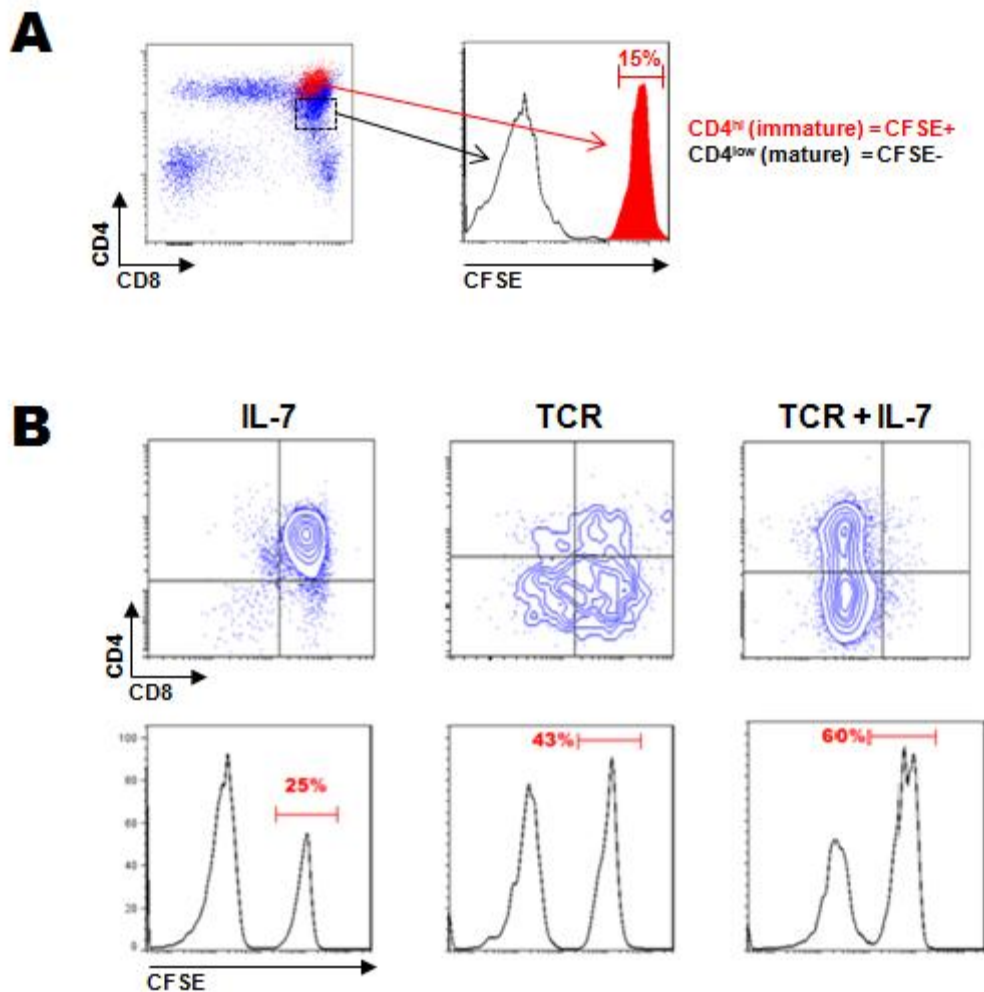 A
15%
CD4hi (immature) = CFSE+
CD4low (mature) = CFSE-
CD4
CD8
CFSE
B
IL-7
TCR
TCR + IL-7
CD4
CD8
100
80
60
40
20
0
25%
43%
60%
CFSE